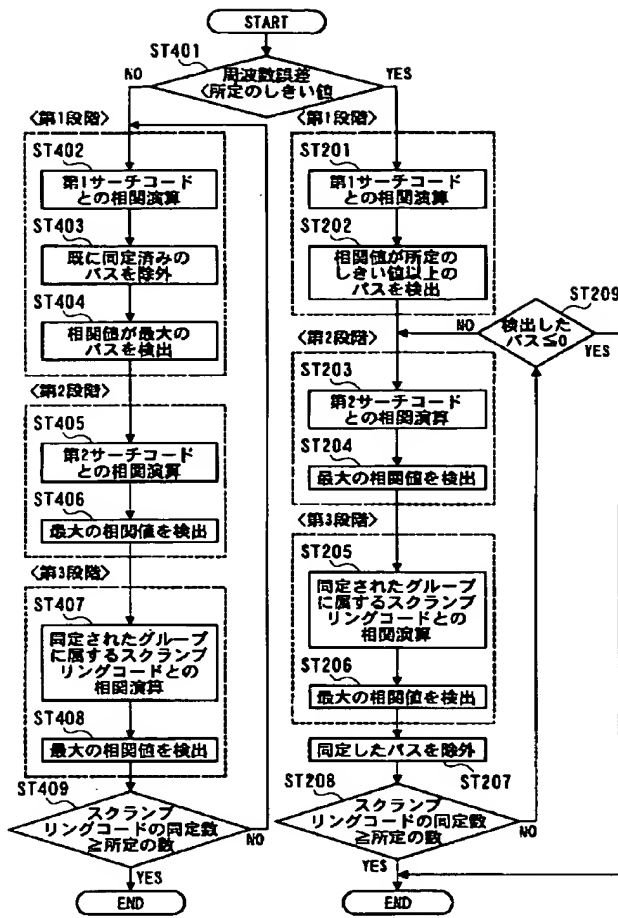 START
ST401
周波数誤差
<所定のしきい値
NO
YES
<第1段階>
ST402
第1サーチコード
との相関演算
ST403
既に同定済みの
パスを除外
ST404
相関値が最大の
パスを検出
<第2段階>
ST405
第2サーチコード
との相関演算
ST406
最大の相関値を検出
<第3段階>
ST407
同定されたグループ
に属するスクランブ
リングコードとの
相関演算
ST408
最大の相関値を検出
ST409
スクランブ
リングコードの同定数
≧所定の数
NO
YES
END
<第1段階>
ST201
第1サーチコード
との相関演算
ST202
相関値が所定の
しきい値以上の
パスを検出
ST209
検出した
パス≦0
NO
YES
<第2段階>
ST203
第2サーチコード
との相関演算
ST204
最大の相関値を検出
<第3段階>
ST205
同定されたグループ
に属するスクランブ
リングコードとの
相関演算
ST206
最大の相関値を検出
同定したパスを除外
ST207
ST208
スクランブ
リングコードの同定数
≧所定の数
NO
YES
END